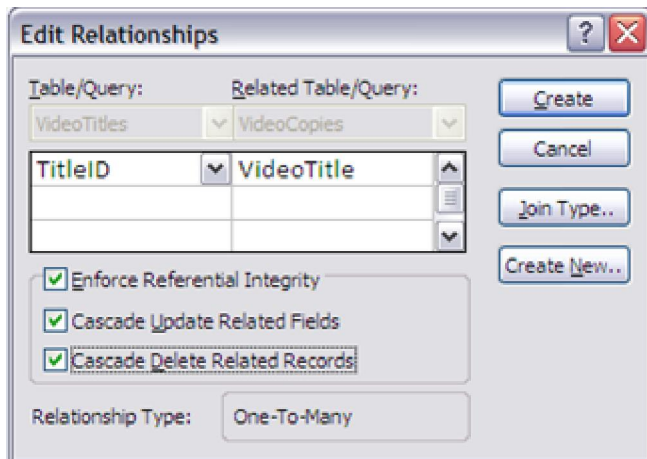 Edit Relationships
Table/Query: Related Table/Query:
VideoTitles VideoCopies
TitleID VideoTitle
Enforce Referential Integrity
Cascade Update Related Fields
Cascade Delete Related Records
Relationship Type: One-To-Many
Create
Cancel
Join Type..
Create New..